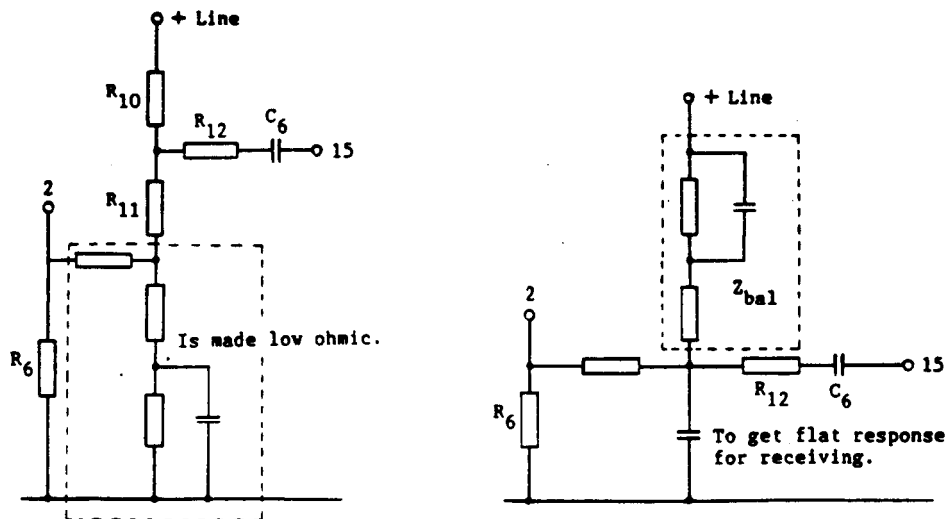 + Line
R10
R12
C6
15
2
R11
R6
Is made low ohmic.
+ Line
Zbal
2
15
R12
C6
R6
To get flat response
for receiving.